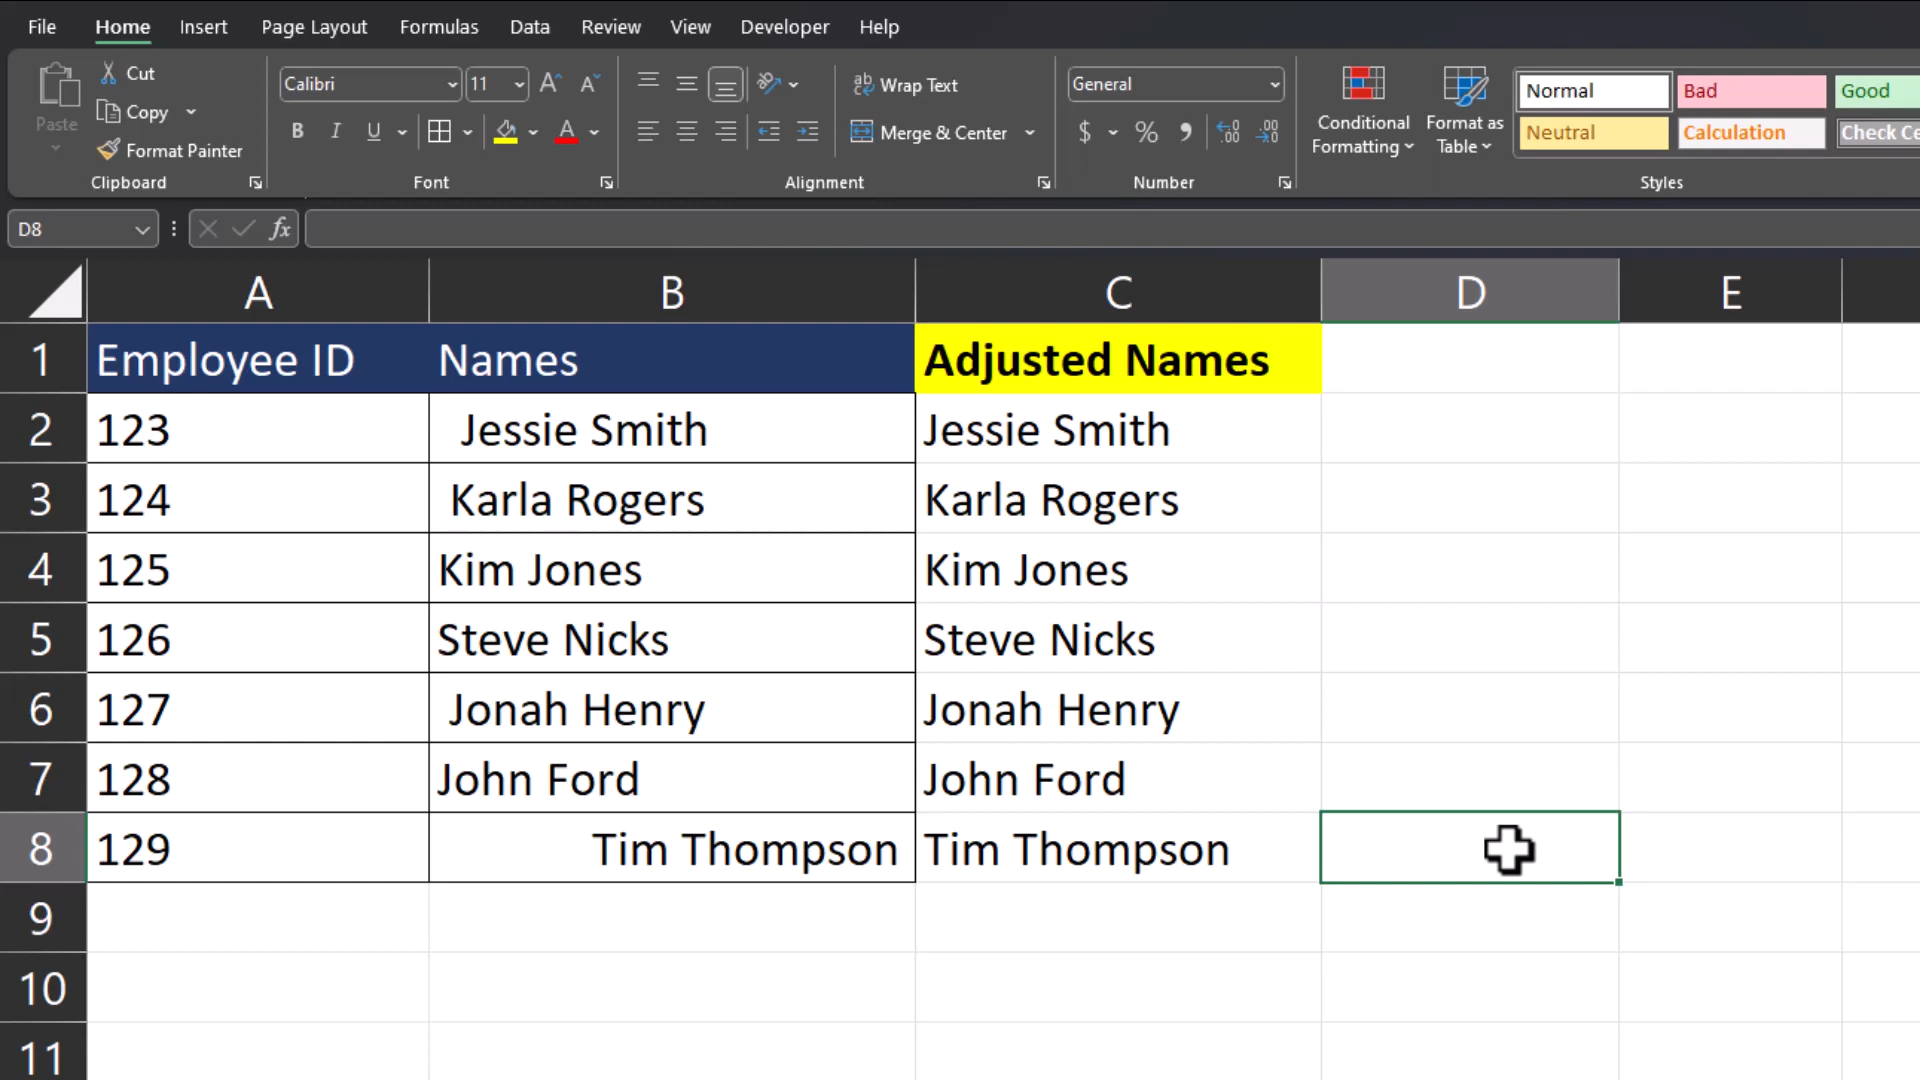 File Home Insert Page Layout Formulas Data Review View Developer Help
Paste
Cut
Copy
Format Painter
Clipboard
Calibri 11 A A
B I U A
Font
ab Wrap Text
Merge & Center
Alignment
General
$ % 9 .00 .00
Number
Conditional Formatting
Format as Table
Normal Bad Good
Neutral Calculation Check Ce
Styles
D8 fx
A B C D E
1 Employee ID Names Adjusted Names
2 123 Jessie Smith Jessie Smith
3 124 Karla Rogers Karla Rogers
4 125 Kim Jones Kim Jones
5 126 Steve Nicks Steve Nicks
6 127 Jonah Henry Jonah Henry
7 128 John Ford John Ford
8 129 Tim Thompson Tim Thompson
9
10
11